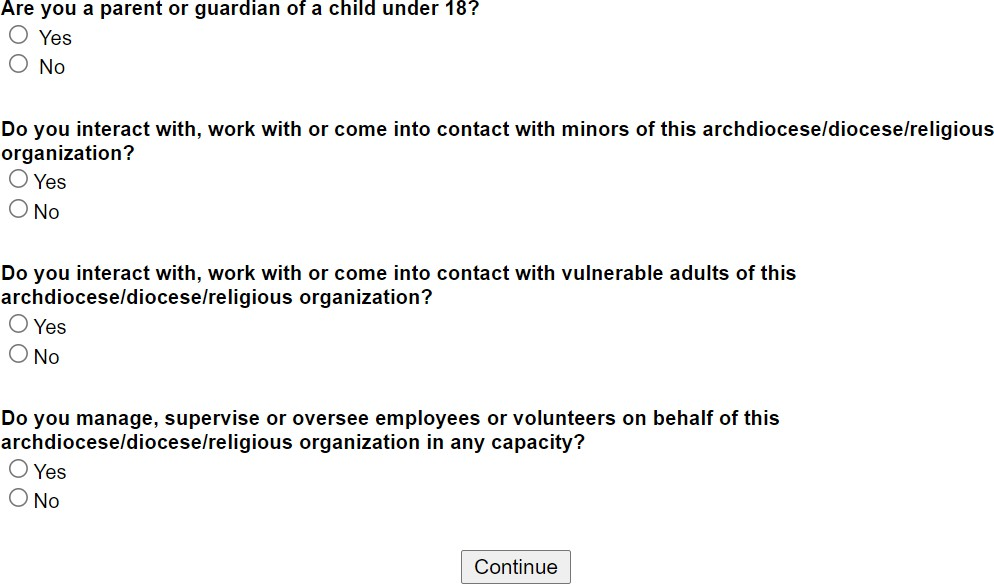 Are you a parent or guardian of a child under 18?
Yes
No
Do you interact with, work with or come into contact with minors of this archdiocese/diocese/religious
organization?
Yes
No
Do you interact with, work with or come into contact with vulnerable adults of this
archdiocese/diocese/religious organization?
Yes
No
Do you manage, supervise or oversee employees or volunteers on behalf of this
archdiocese/diocese/religious organization in any capacity?
Yes
No
Continue